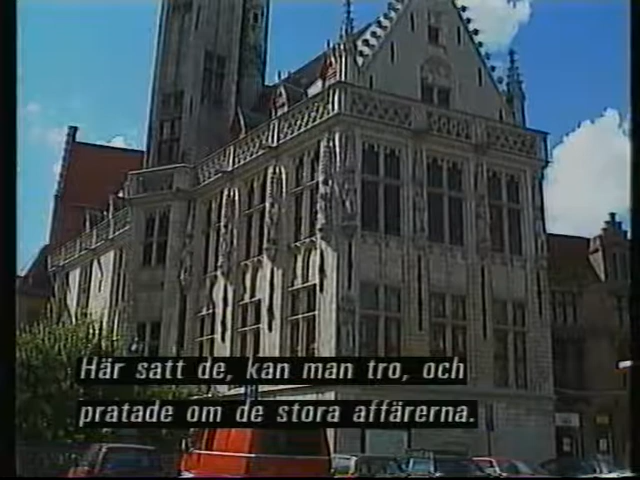 Här satt de, kan man tro, och
pratade om de stora affärerna.